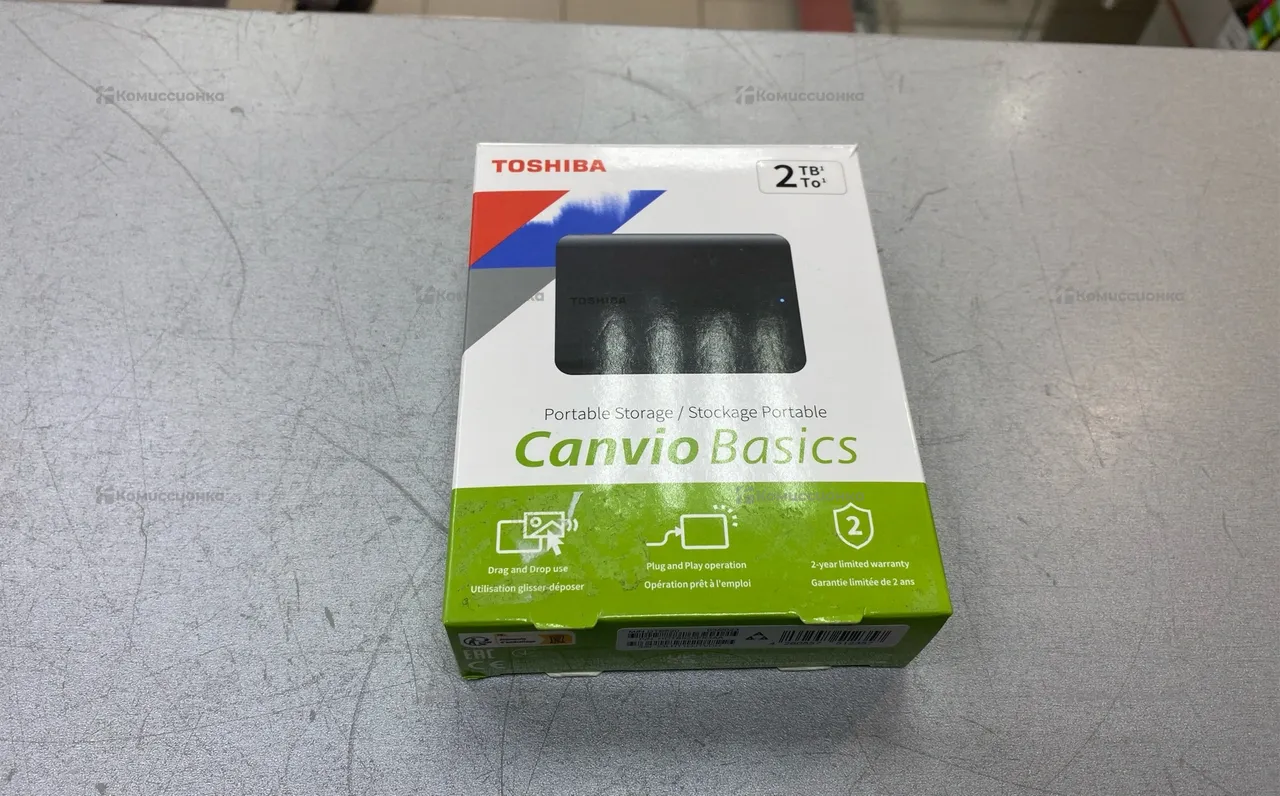 Комиссионка
Комиссионка
TOSHIBA
2 TB¹
To¹
TOSHIBA
Комиссионка
Portable Storage / Stockage Portable
Canvio Basics
Комиссионка
Комиссионка
2
Drag and Drop use
Utilisation glisser-déposer
Plug and Play operation
Opération prêt à l'emploi
2-year limited warranty
Garantie limitée de 2 ans
EAC
CE